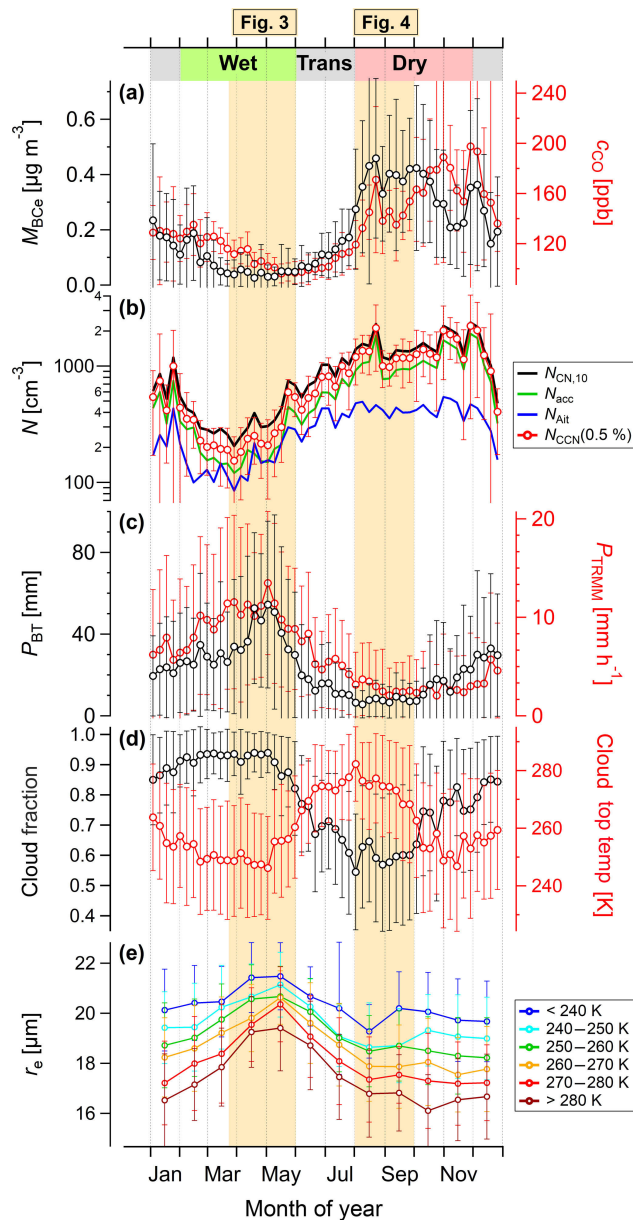 Fig. 3 Fig. 4
Wet Trans Dry
(a)
M_BCe [µg m⁻³]
0.6
0.4
0.2
0.0
c_CO [ppb]
240
200
160
120
(b)
N [cm⁻³]
4
2
1000
6
4
2
100
N_CN,10
N_acc
N_Ait
N_CCN(0.5 %)
(c)
P_BT [mm]
80
40
0
P_TRMM [mm h⁻¹]
20
10
0
(d)
Cloud fraction
1.0
0.9
0.8
0.7
0.6
0.5
0.4
Cloud top temp [K]
280
260
240
(e)
r_e [µm]
22
20
18
16
< 240 K
240–250 K
250–260 K
260–270 K
270–280 K
> 280 K
Jan Mar May Jul Sep Nov
Month of year